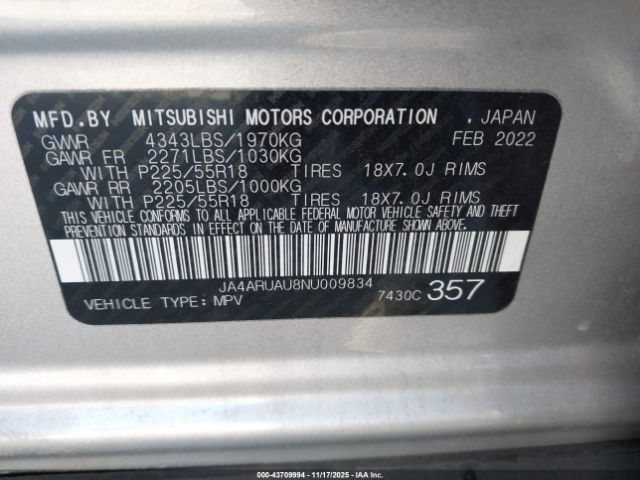 MFD.BY MITSUBISHI MOTORS CORPORATION . JAPAN
GVWR 4343LBS/1970KG FEB 2022
GAWR FR 2271LBS/1030KG
WITH P225/55R18 TIRES 18X7.0J RIMS
GAWR RR 2205LBS/1000KG
WITH P225/55R18 TIRES 18X7.0J RIMS
THIS VEHICLE CONFORMS TO ALL APPLICABLE FEDERAL MOTOR VEHICLE SAFETY AND THEFT
PREVENTION STANDARDS IN EFFECT ON THE DATE OF MANUFACTURE SHOWN ABOVE.
JA4ARUAU8NU009834
VEHICLE TYPE: MPV 7430C 357
000-43709994 - 11/17/2025 - IAAI.com